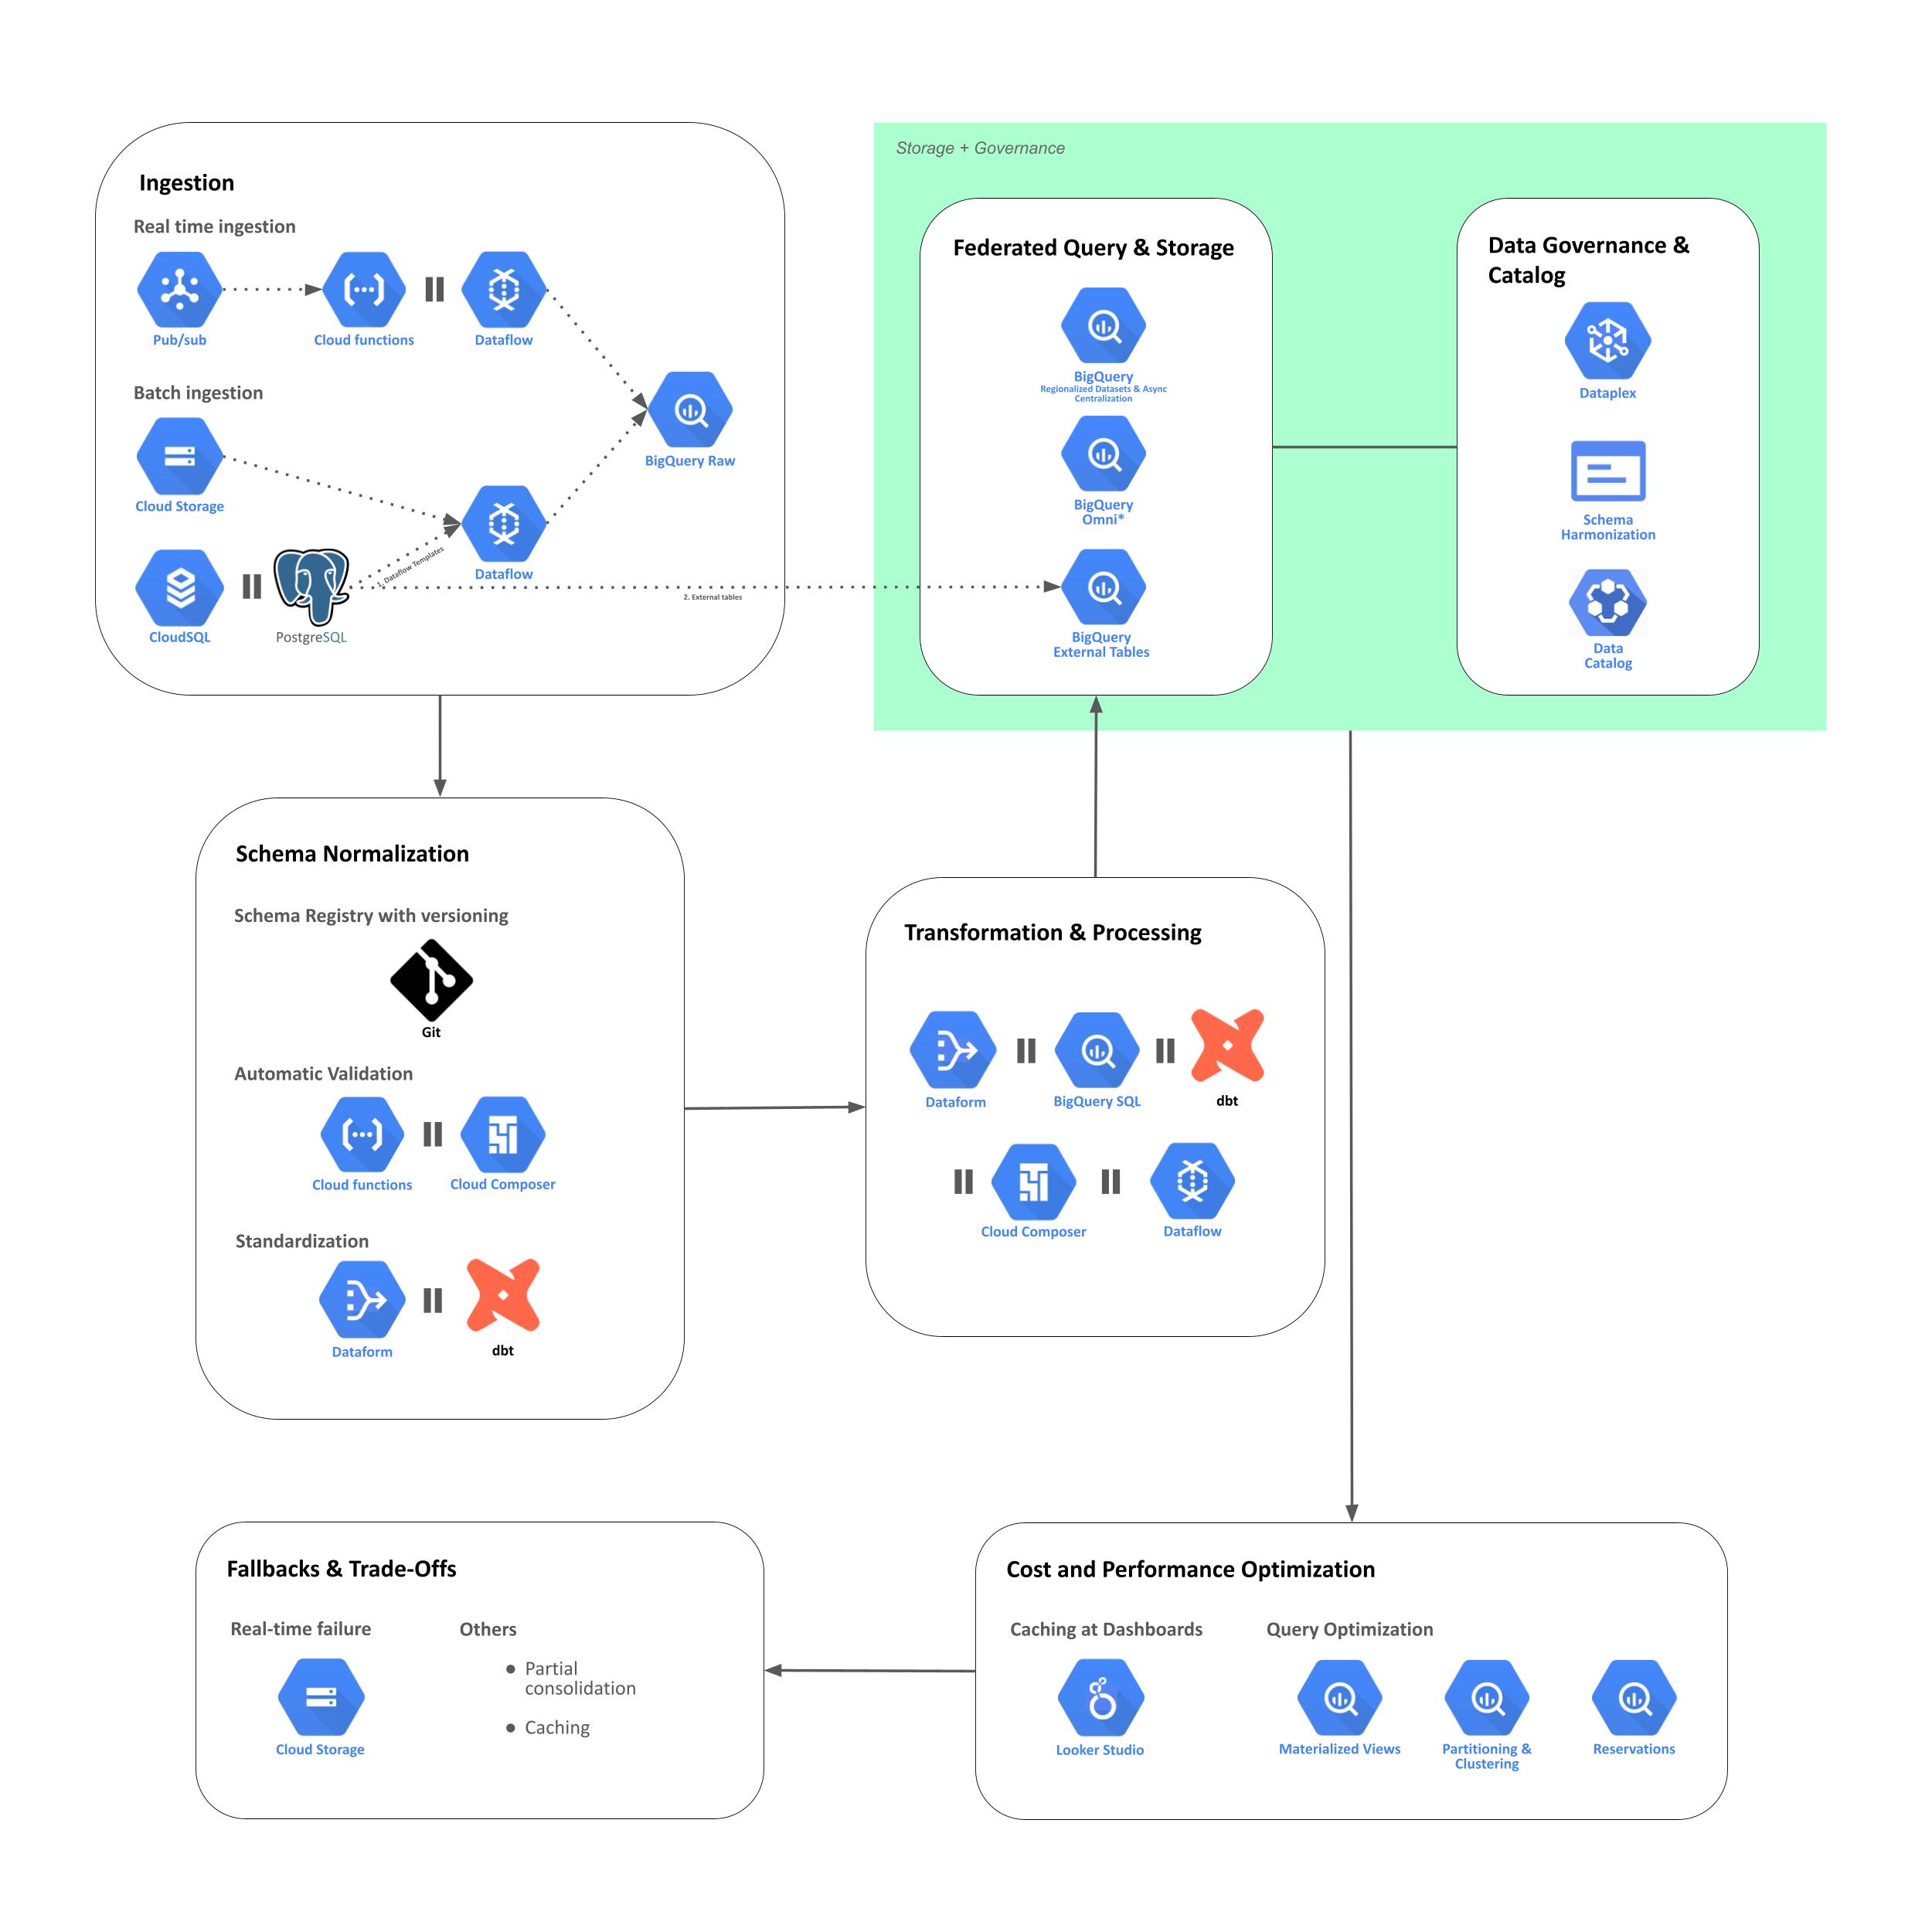 Ingestion
Real time ingestion
Pub/sub
Cloud functions
Dataflow
Batch ingestion
BigQuery Raw
Cloud Storage
1. Dataflow Templates
Dataflow
2. External tables
CloudSQL
PostgreSQL
Storage + Governance
Federated Query & Storage
BigQuery
Regionalized Datasets & Async
Centralization
BigQuery
Omni*
BigQuery
External Tables
Data Governance &
Catalog
Dataplex
Schema
Harmonization
Data
Catalog
Schema Normalization
Schema Registry with versioning
Git
Automatic Validation
Cloud functions
Cloud Composer
Standardization
Dataform
dbt
Transformation & Processing
Dataform
BigQuery SQL
dbt
Cloud Composer
Dataflow
Fallbacks & Trade-Offs
Real-time failure
Cloud Storage
Others
● Partial
consolidation
● Caching
Cost and Performance Optimization
Caching at Dashboards
Looker Studio
Query Optimization
Materialized Views
Partitioning &
Clustering
Reservations